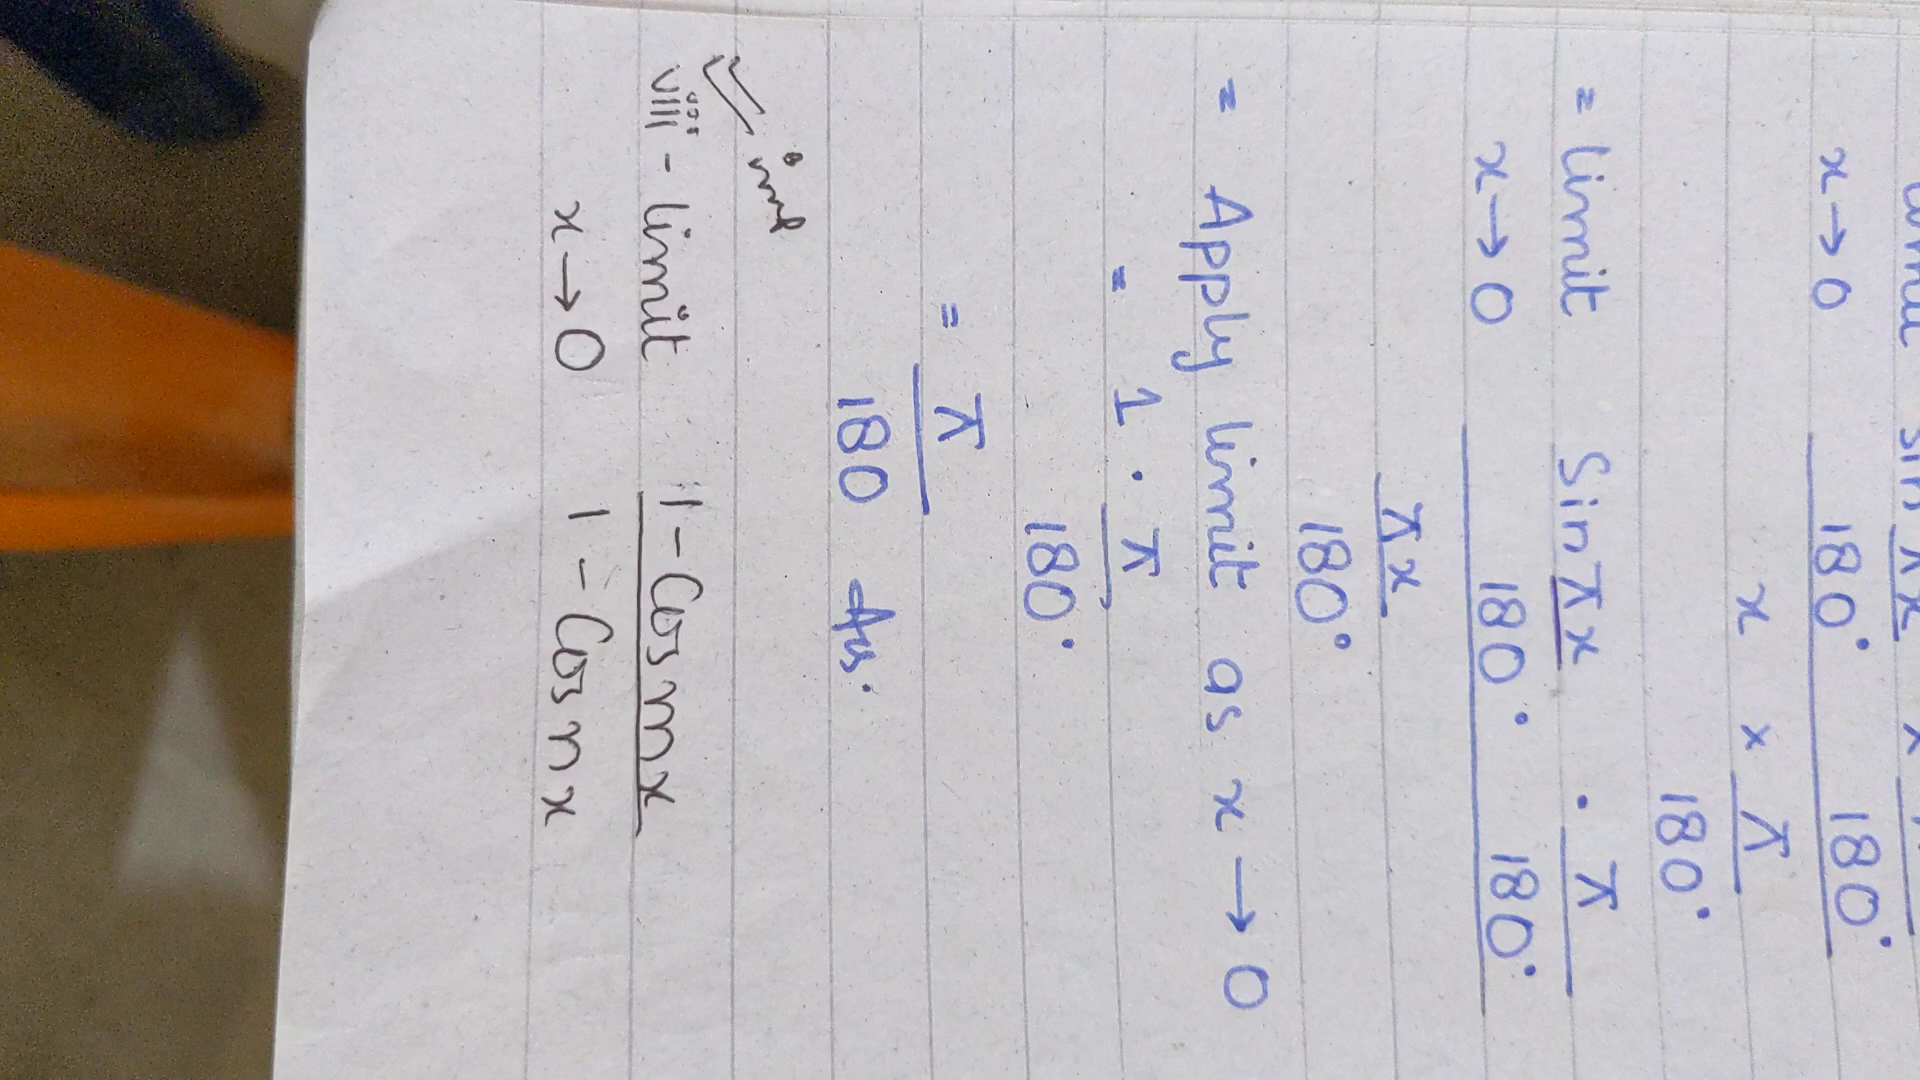 x → 0 180° 180°
x × π
180°
= limit Sin πx . π
x → 0 180° 180°
πx
180°
= Apply limit as x → 0
= 1 . π
180°
= π
180 Ans.
imp
viii - limit 1 - Cos mx
x → 0 1 - Cos nx